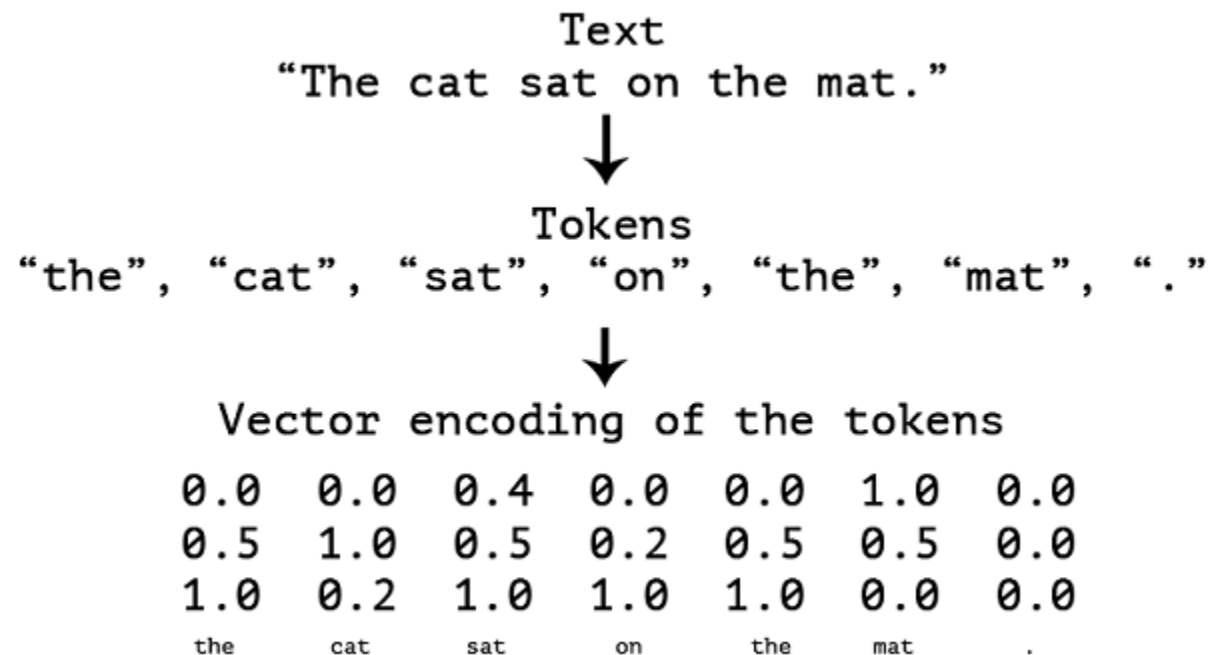 Text
“The cat sat on the mat.”
Tokens
“the”, “cat”, “sat”, “on”, “the”, “mat”, “.”
Vector encoding of the tokens
0.0 0.0 0.4 0.0 0.0 1.0 0.0
0.5 1.0 0.5 0.2 0.5 0.5 0.0
1.0 0.2 1.0 1.0 1.0 0.0 0.0
the cat sat on the mat .